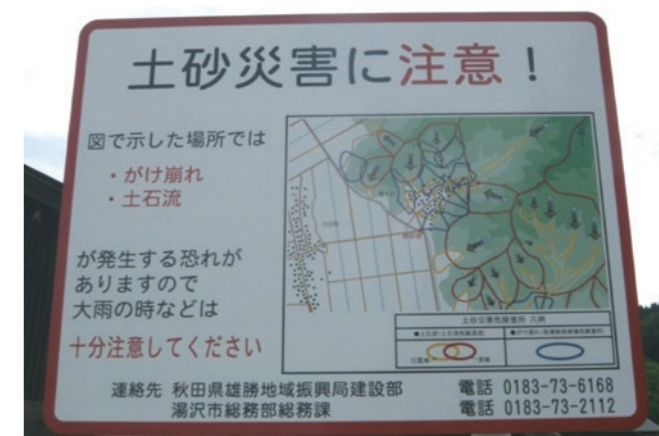 土砂災害に注意!
図で示した場所では
・がけ崩れ
・土石流
が発生する恐れが
ありますので
大雨の時などは
十分注意してください
土砂災害危険箇所 凡例
連絡先 秋田県雄勝地域振興局建設部 電話 0183-73-6168
湯沢市総務部総務課 電話 0183-73-2112